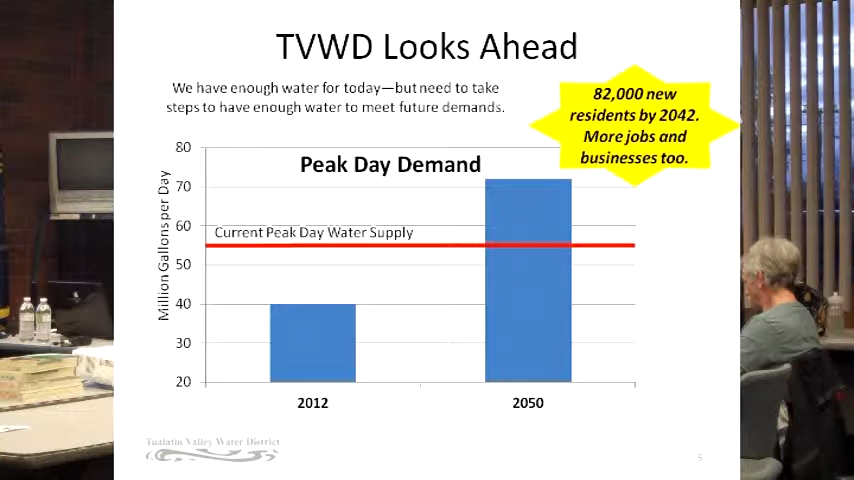 TVWD Looks Ahead
We have enough water for today—but need to take
steps to have enough water to meet future demands.
82,000 new
residents by 2042.
More jobs and
businesses too.
Peak Day Demand
Million Gallons per Day
80
70
60
50
40
30
20
Current Peak Day Water Supply
2012
2050
Tualatin Valley Water District
5